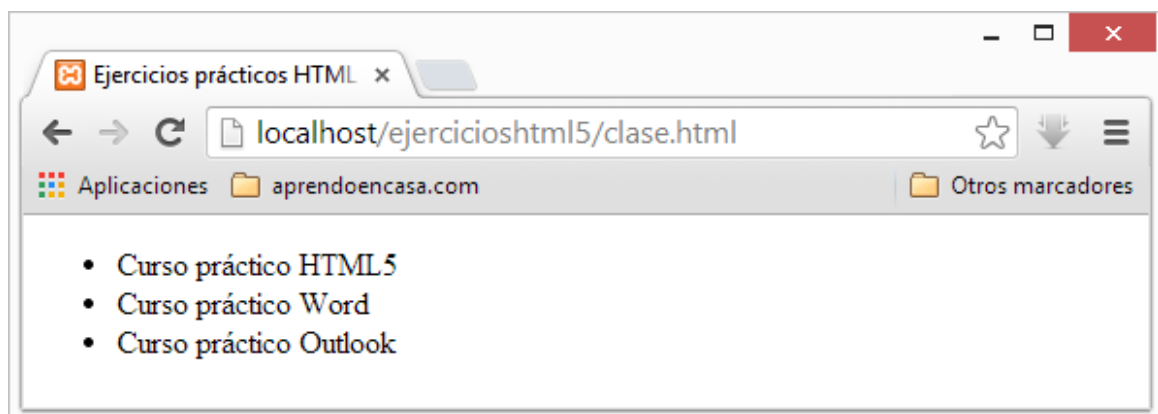 Ejercicios prácticos HTML
localhost/ejercicioshtml5/clase.html
Aplicaciones aprendoencasa.com Otros marcadores
• Curso práctico HTML5
• Curso práctico Word
• Curso práctico Outlook